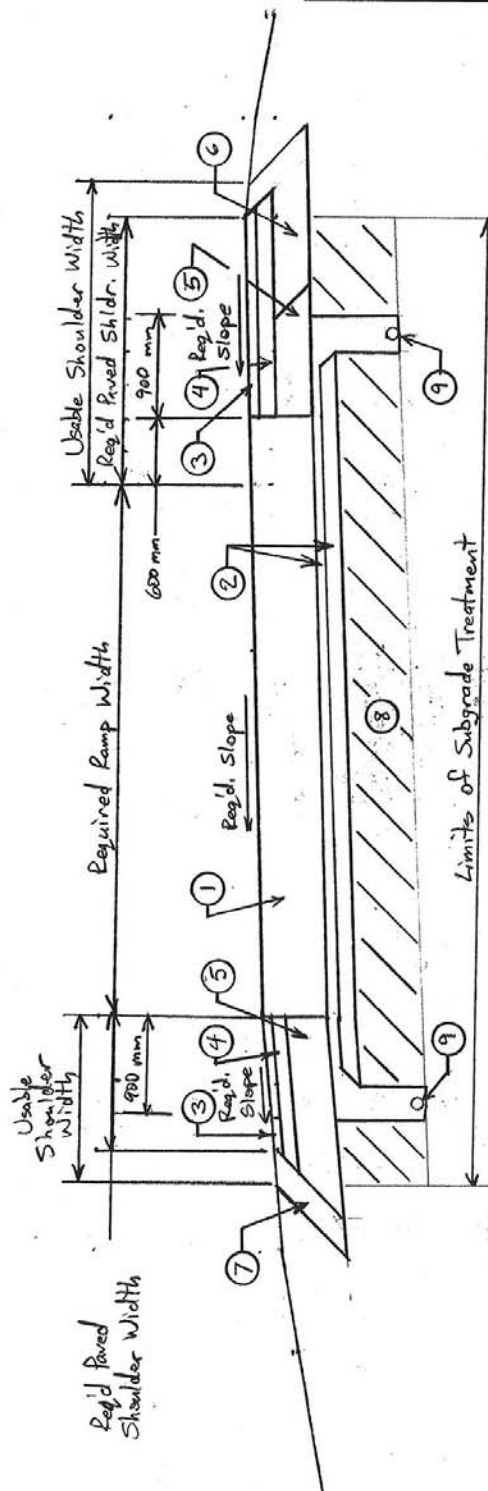 Usable Shoulder Width
Req'd Paved Shldr. Width
900 mm
600 mm
Required Ramp Width
Usable
Shoulder
Width
900 mm
Req'd Paved
Shoulder Width
7
3
Req'd.
Slope
4
5
1
Req'd. Slope
2
3
4
Req'd.
Slope
5
6
9
8
9
Limits of Subgrade Treatment